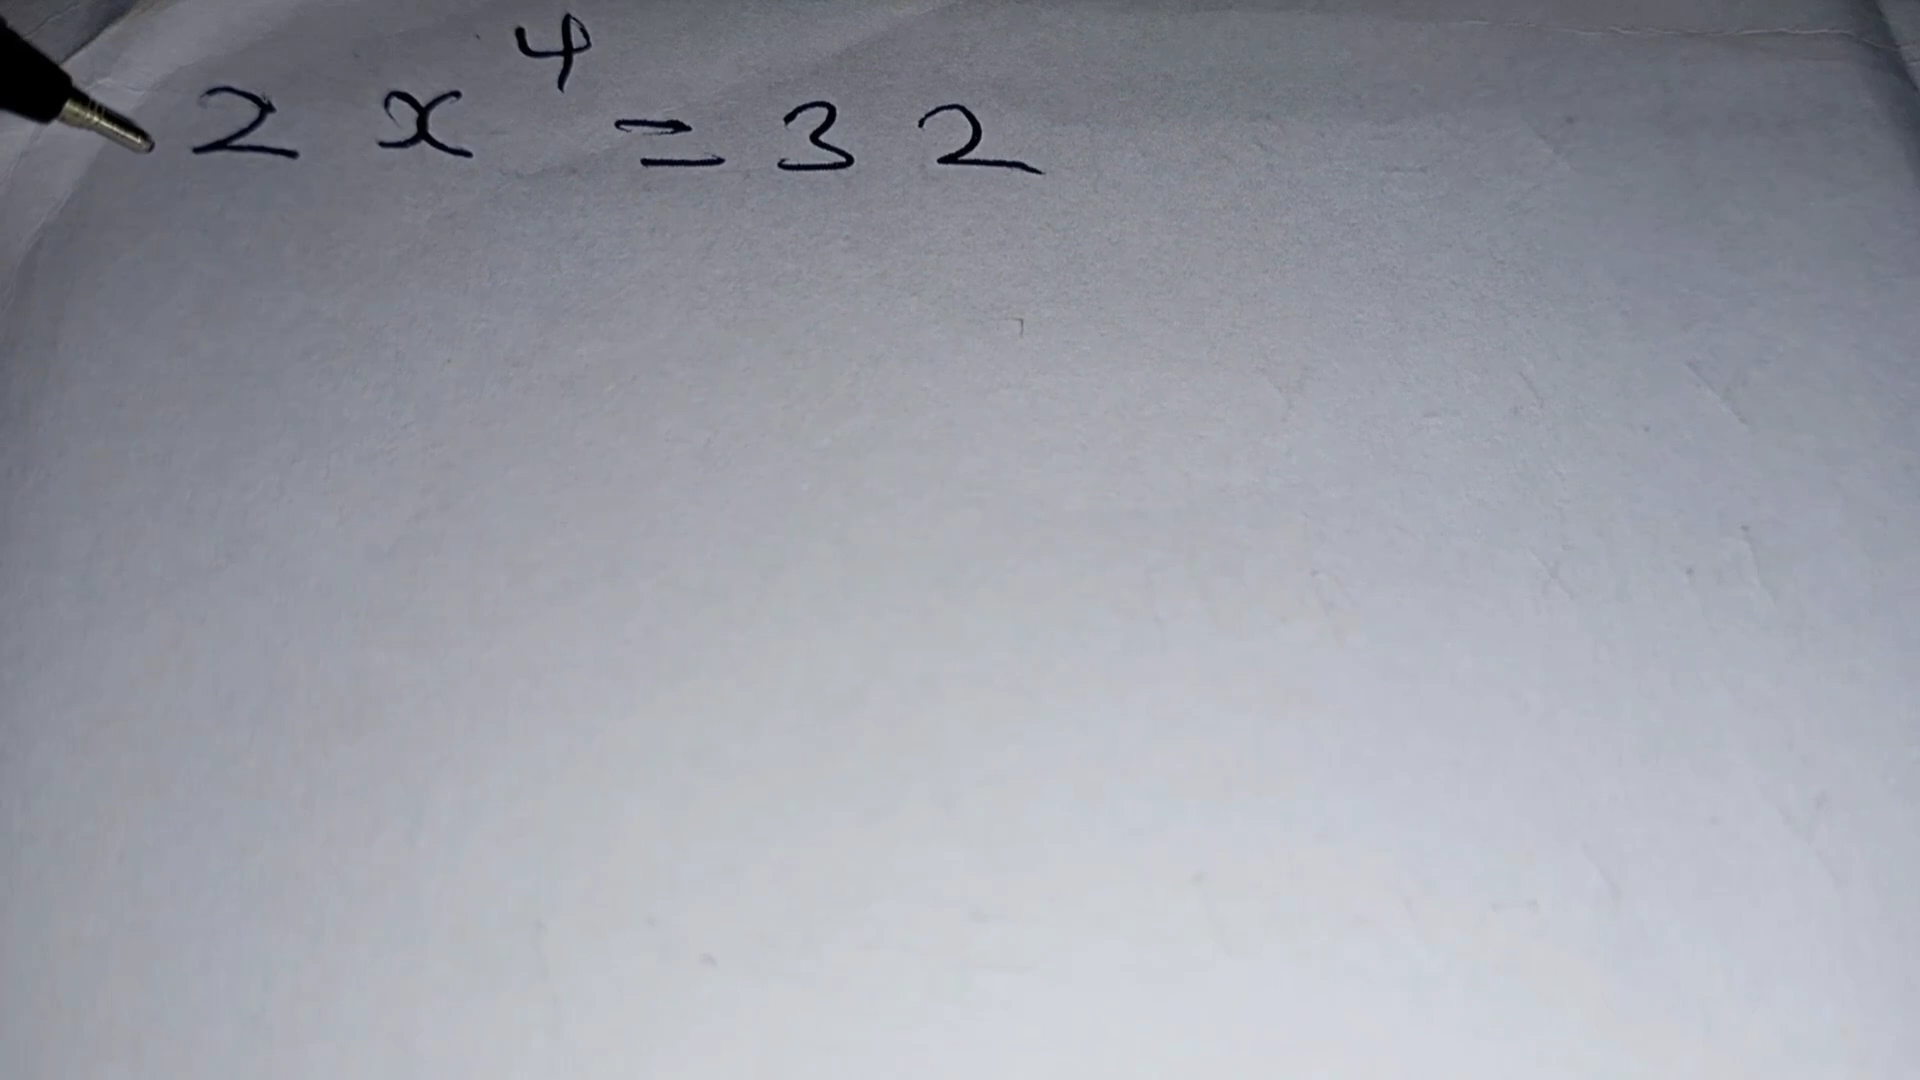 2x⁴ = 32